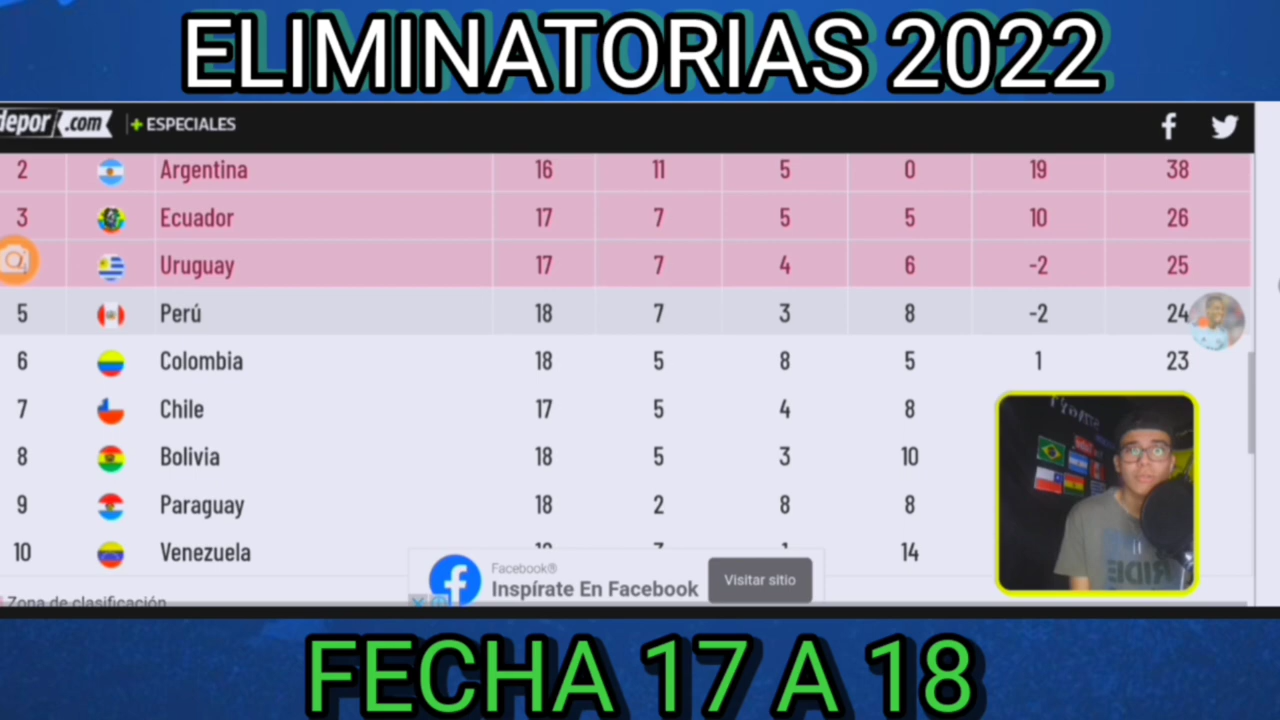 ELIMINATORIAS 2022
depor .com + ESPECIALES
2 Argentina 16 11 5 0 19 38
3 Ecuador 17 7 5 5 10 26
Uruguay 17 7 4 6 -2 25
5 Perú 18 7 3 8 -2 24
6 Colombia 18 5 8 5 1 23
7 Chile 17 5 4 8
8 Bolivia 18 5 3 10
9 Paraguay 18 2 8 8
10 Venezuela 14
Facebook®
Inspírate En Facebook Visitar sitio
Zona de clasificación
FECHA 17 A 18